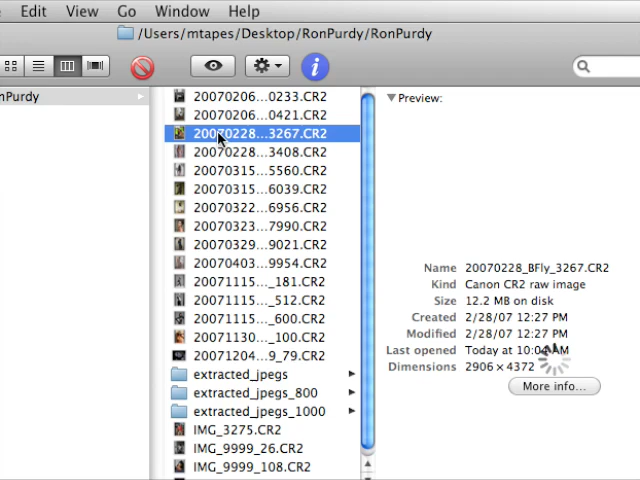 Edit View Go Window Help
/Users/mtapes/Desktop/RonPurdy/RonPurdy
nPurdy
20070206...0233.CR2
20070206...0421.CR2
20070228...3267.CR2
20070228...3408.CR2
20070315...5560.CR2
20070315...6039.CR2
20070322...6956.CR2
20070323...7990.CR2
20070329...9021.CR2
20070403...9954.CR2
20071115..._181.CR2
20071115..._512.CR2
20071115..._600.CR2
20071130..._100.CR2
20071204...9_79.CR2
extracted_jpegs
extracted_jpegs_800
extracted_jpegs_1000
IMG_3275.CR2
IMG_9999_26.CR2
IMG_9999_108.CR2
Preview:
Name 20070228_BFly_3267.CR2
Kind Canon CR2 raw image
Size 12.2 MB on disk
Created 2/28/07 12:27 PM
Modified 2/28/07 12:27 PM
Last opened Today at 10:04 AM
Dimensions 2906 × 4372
More info...